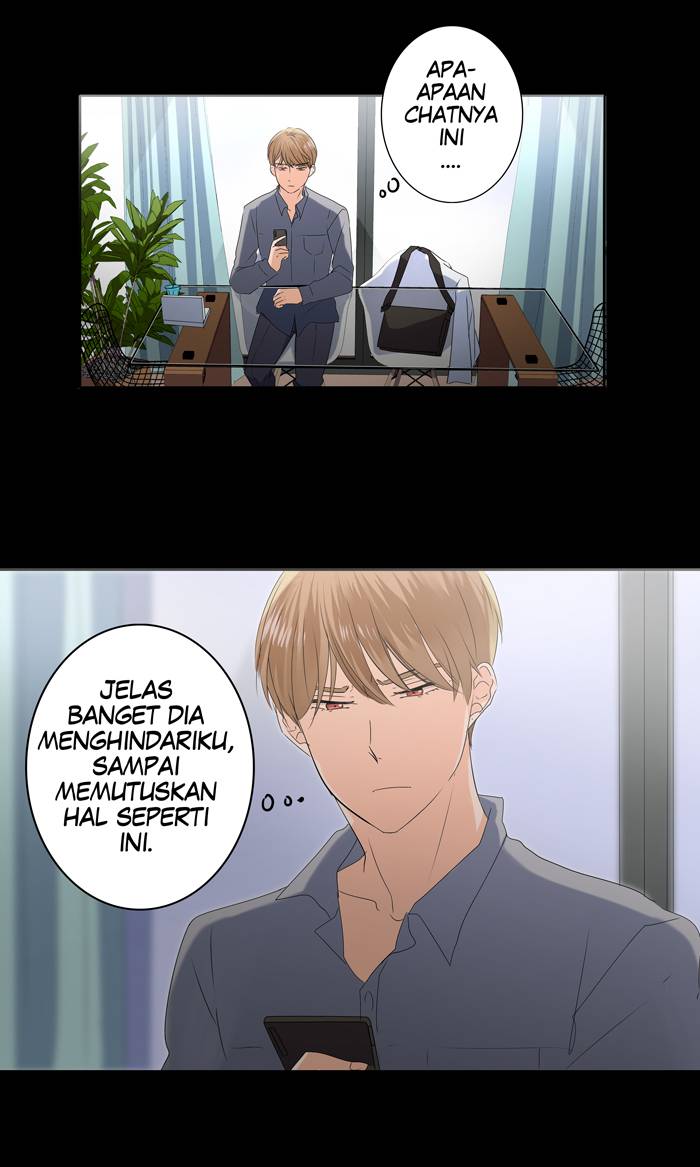 APA-
APAAN
CHATNYA
INI
....
JELAS
BANGET DIA
MENGHINDARIKU,
SAMPAI
MEMUTUSKAN
HAL SEPERTI
INI.